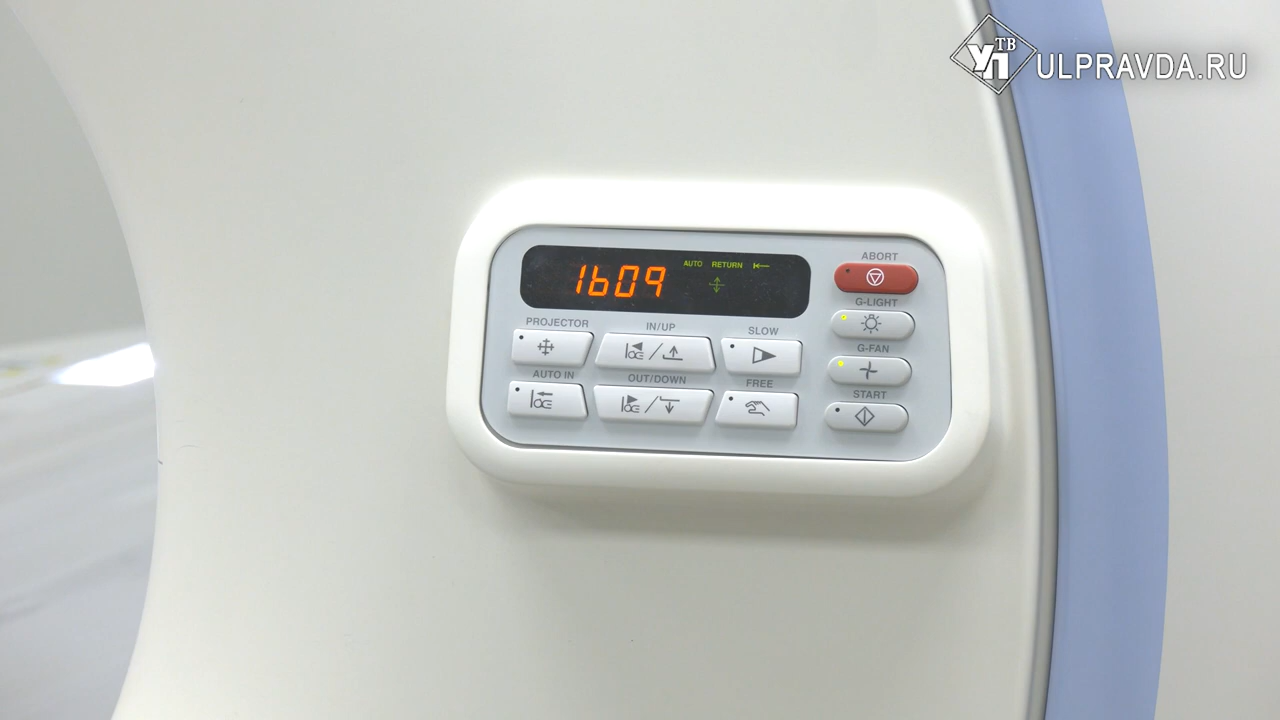 УП ТВ
ULPRAVDA.RU
1609
AUTO RETURN
ABORT
G-LIGHT
PROJECTOR IN/UP SLOW
G-FAN
AUTO IN OUT/DOWN FREE
START